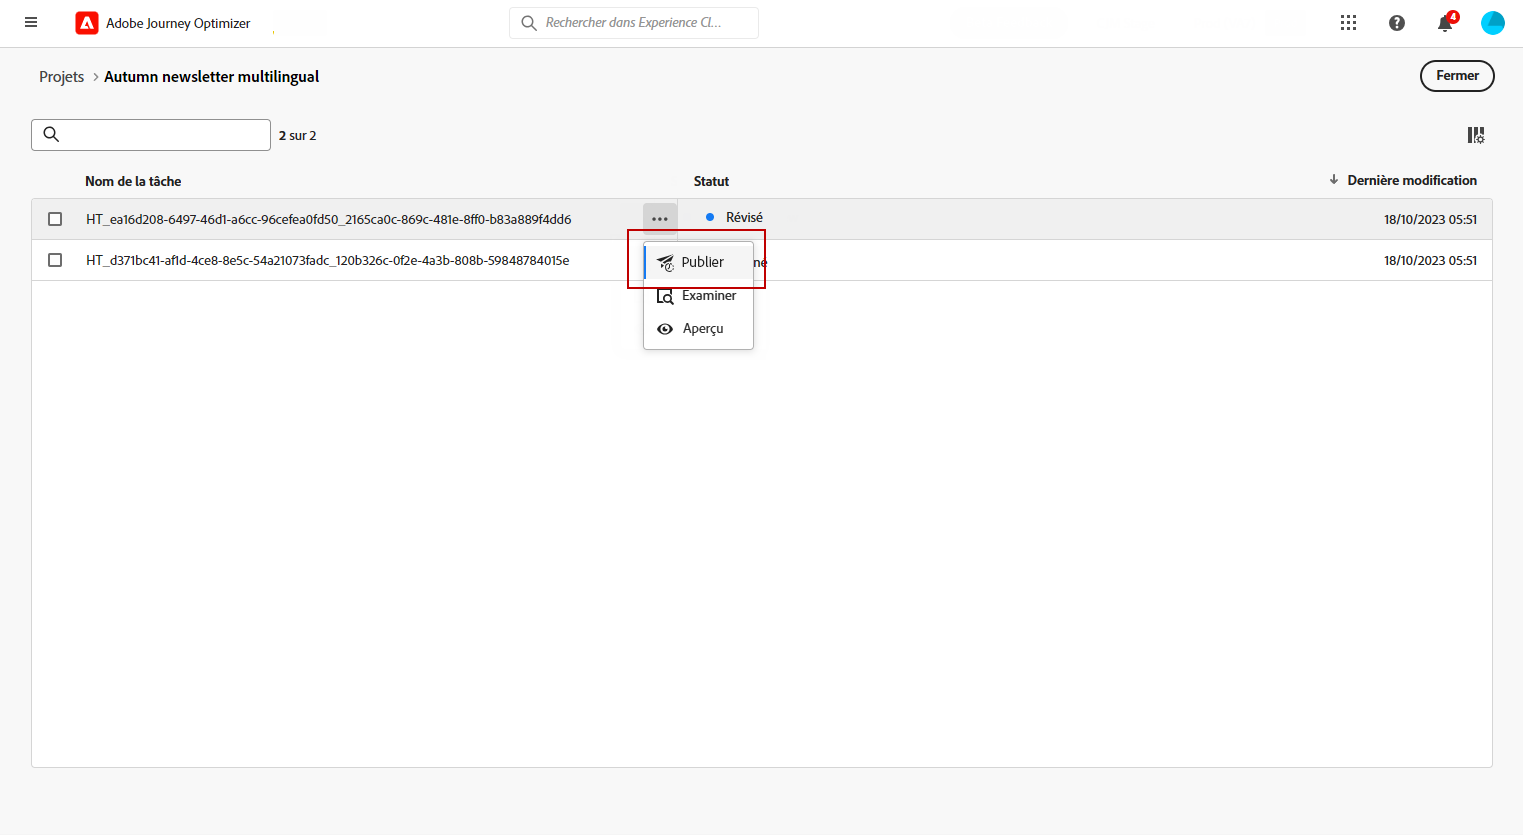 Adobe Journey Optimizer
Rechercher dans Experience Cl...
4
Projets > Autumn newsletter multilingual
Fermer
2 sur 2
Nom de la tâche
Statut
Dernière modification
HT_ea16d208-6497-46d1-a6cc-96cefea0fd50_2165ca0c-869c-481e-8ff0-b83a889f4dd6
Révisé
18/10/2023 05:51
HT_d371bc41-af1d-4ce8-8e5c-54a21073fadc_120b326c-0f2e-4a3b-808b-59848784015e
18/10/2023 05:51
Publier
Examiner
Aperçu